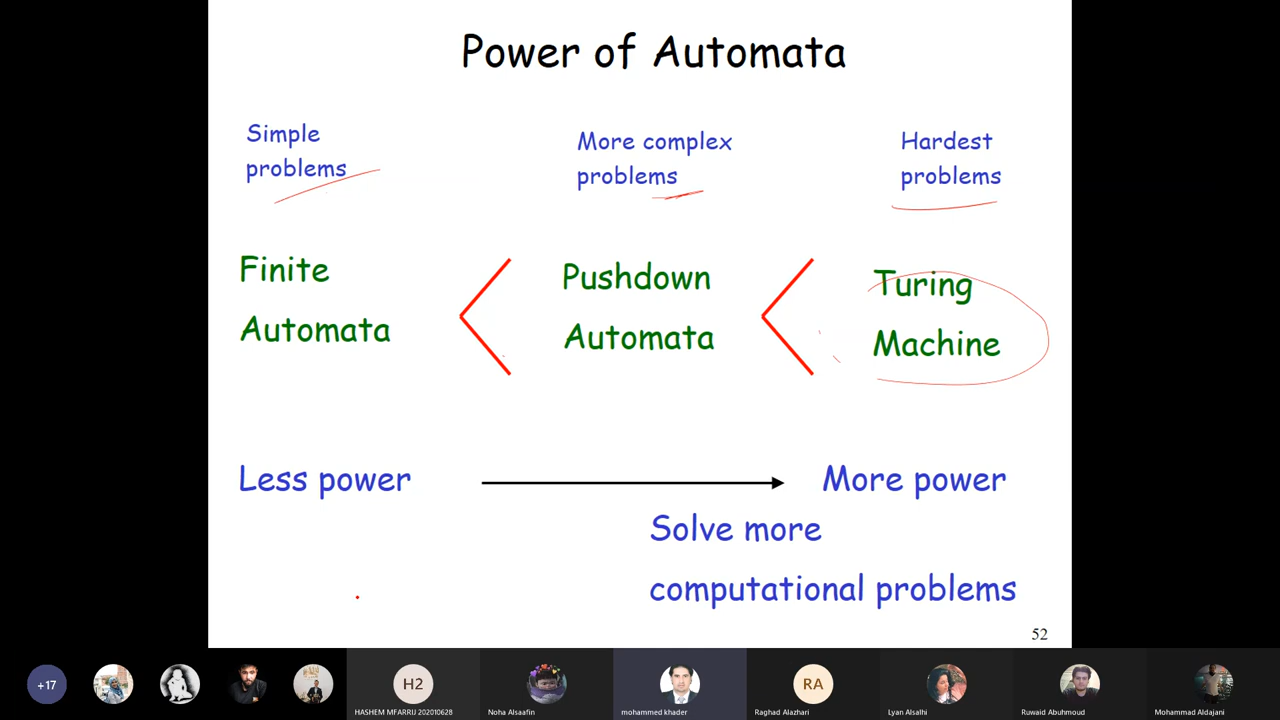 Power of Automata
Simple
problems
More complex
problems
Hardest
problems
Finite
Automata
Pushdown
Automata
Turing
Machine
Less power
More power
Solve more
computational problems
52
+17
H2
RA
HASHEM MFARRIJ 202010628
Noha Alsaafin
mohammed khader
Raghad Alazhari
Lyan Alsalhi
Ruwaid Abuhmoud
Mohammad Aldajani